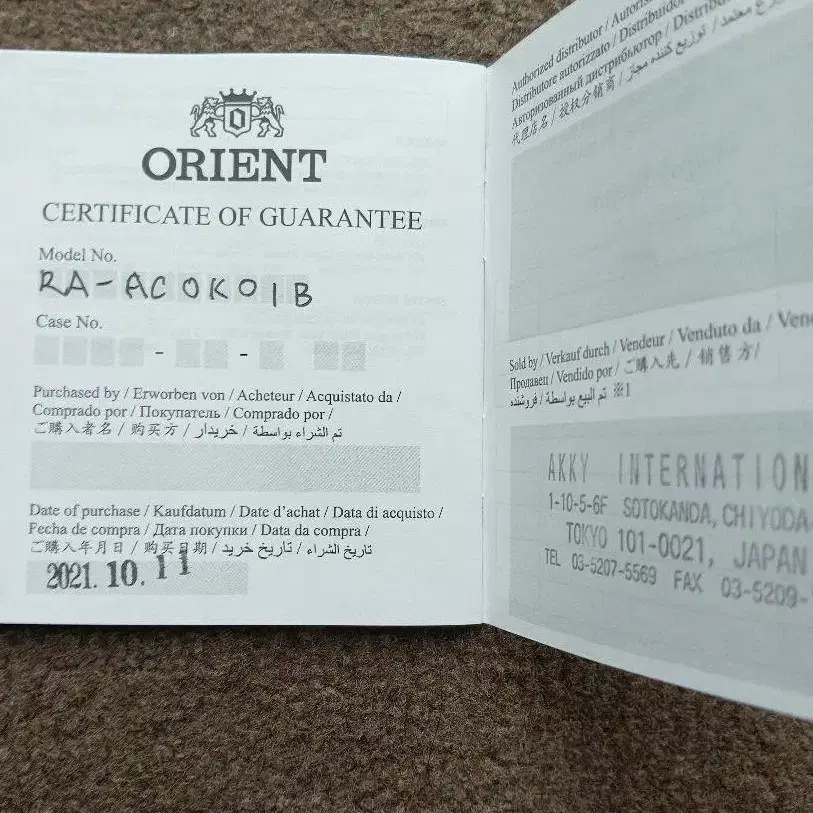 ORIENT
CERTIFICATE OF GUARANTEE
Model No.
RA-AC0K01B
Case No.
- -
Purchased by / Erworben von / Acheteur / Acquistato da /
Comprado por / Покупатель / Comprado por /
ご購入者名 / 购买方 / خریدار / تم الشراء بواسطة
Date of purchase / Kaufdatum / Date d'achat / Data di acquisto /
Fecha de compra / Дата покупки / Data da compra /
ご購入年月日 / 购买日期 / تاريخ الشراء / تاریخ خرید
2021. 10. 11
Authorized distributor /
Distributore autorizzato /
Авторизованный дистрибьютор /
代理店名 / 授权分销商 / توزیع کننده مجاز
Sold by / Verkauf durch / Vendeur / Venduto da /
Продавец / Vendido por / ご購入先 / 销售方 /
تم البيع بواسطة / فروشنده ※1
AKKY INTERNATION
1-10-5-6F SOTOKANDA, CHIYODA-
TOKYO 101-0021, JAPAN
TEL 03-5207-5569 FAX 03-5209-